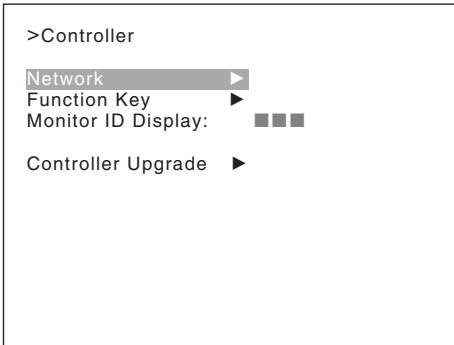 >Controller
Network ►
Function Key ►
Monitor ID Display: ■■■
Controller Upgrade ►